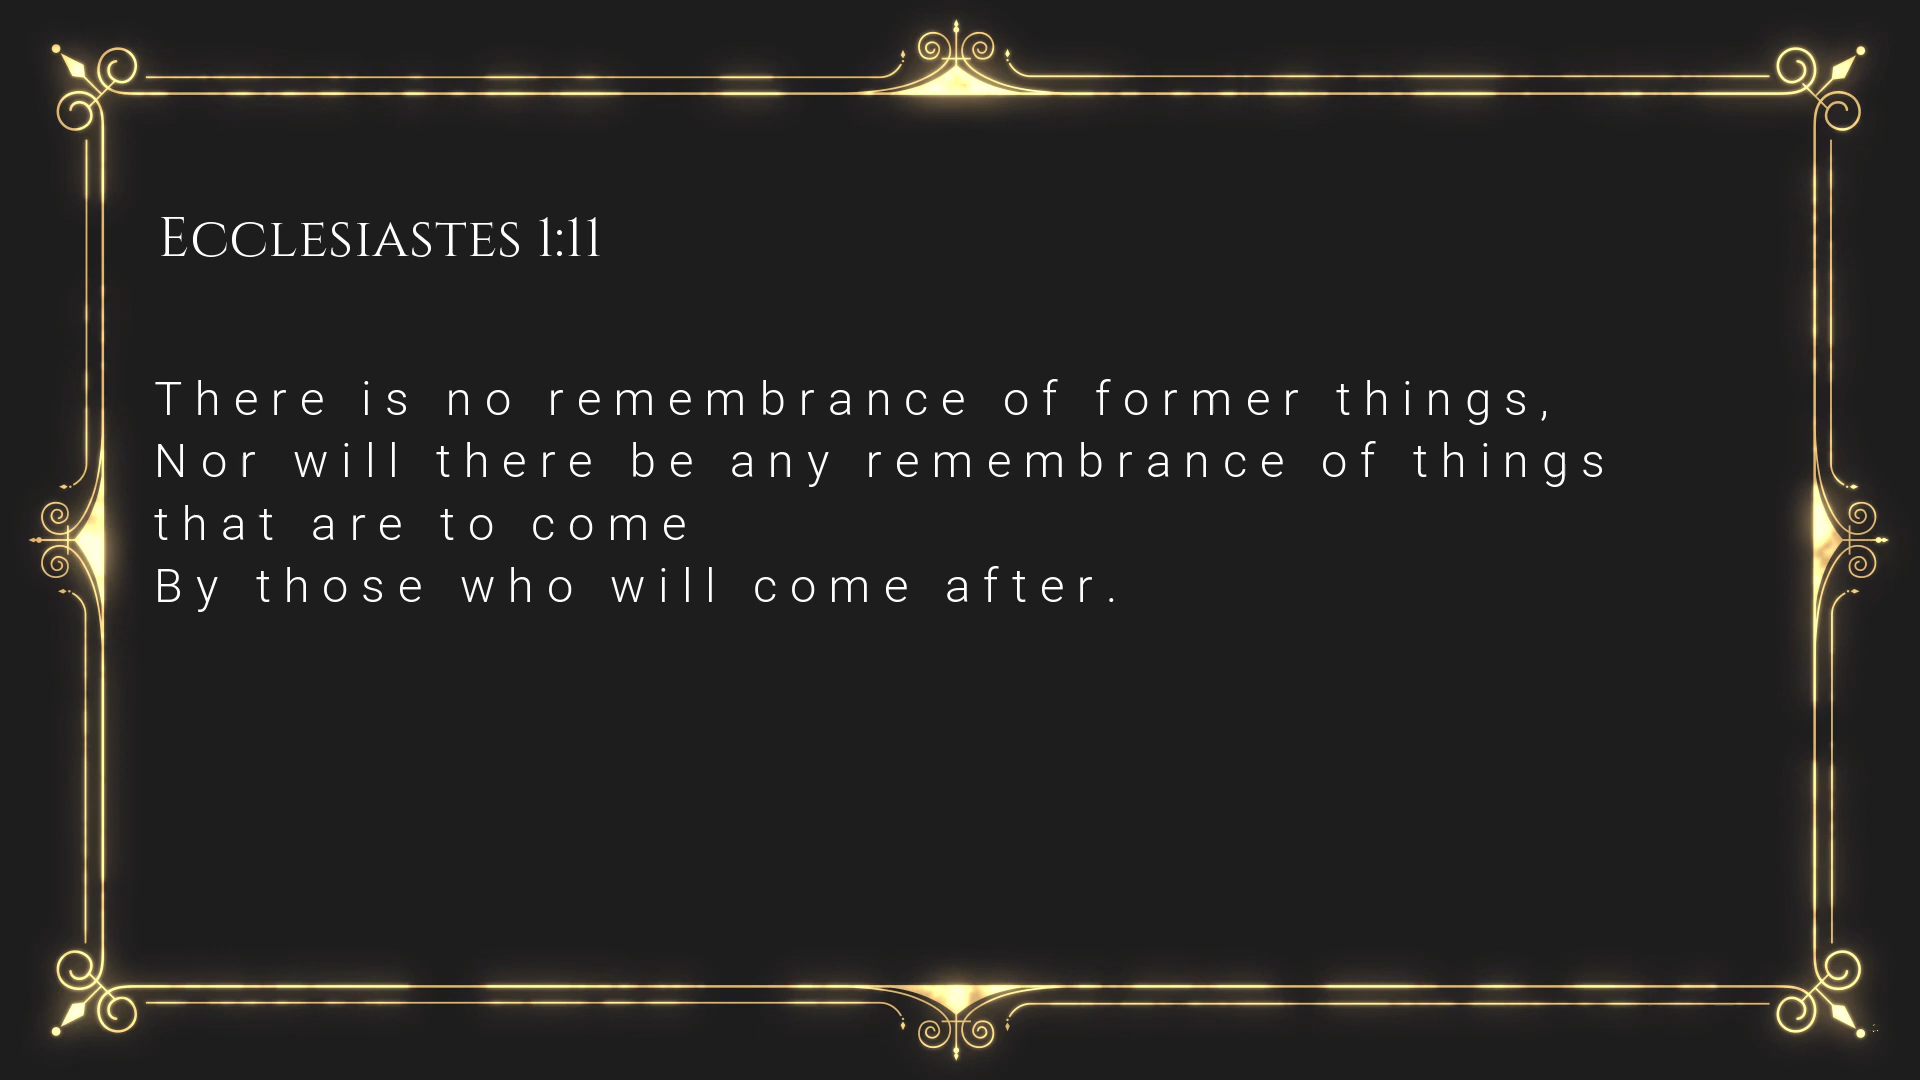 Ecclesiastes 1:11
There is no remembrance of former things,
Nor will there be any remembrance of things
that are to come
By those who will come after.